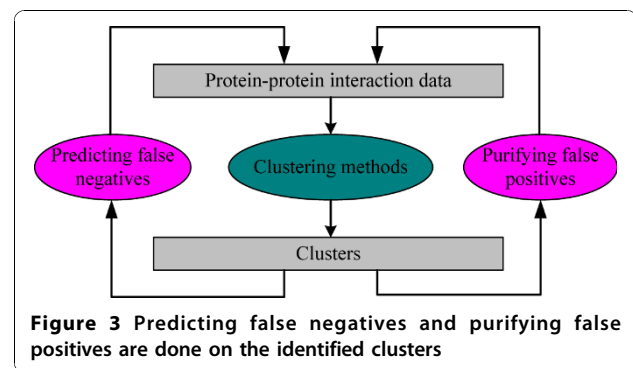 Protein-protein interaction data
Predicting false
negatives
Clustering methods
Purifying false
positives
Clusters
Figure 3 Predicting false negatives and purifying false
positives are done on the identified clusters